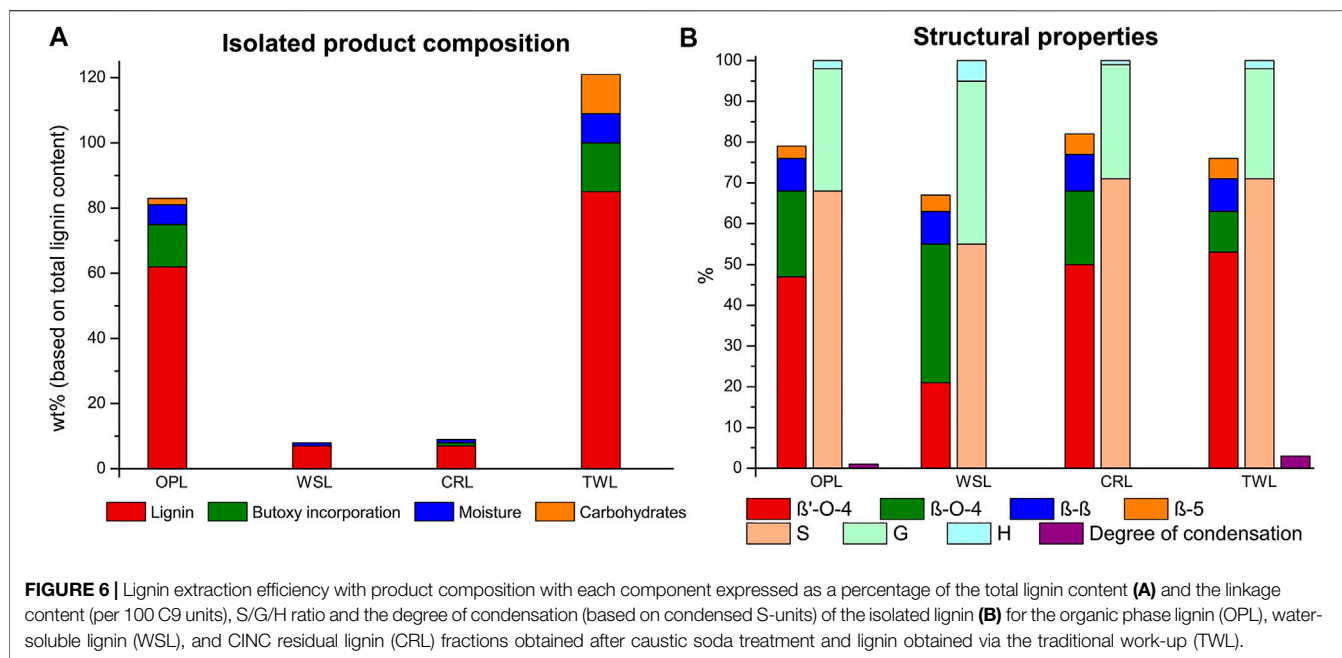 A
Isolated product composition
wt% (based on total lignin content)
120
100
80
60
40
20
0
OPL WSL CRL TWL
Lignin Butoxy incorporation Moisture Carbohydrates
B
Structural properties
%
100
90
80
70
60
50
40
30
20
10
0
OPL WSL CRL TWL
ß'-O-4 ß-O-4 ß-ß ß-5
S G H Degree of condensation
FIGURE 6 | Lignin extraction efficiency with product composition with each component expressed as a percentage of the total lignin content (A) and the linkage
content (per 100 C9 units), S/G/H ratio and the degree of condensation (based on condensed S-units) of the isolated lignin (B) for the organic phase lignin (OPL), water-
soluble lignin (WSL), and CINC residual lignin (CRL) fractions obtained after caustic soda treatment and lignin obtained via the traditional work-up (TWL).